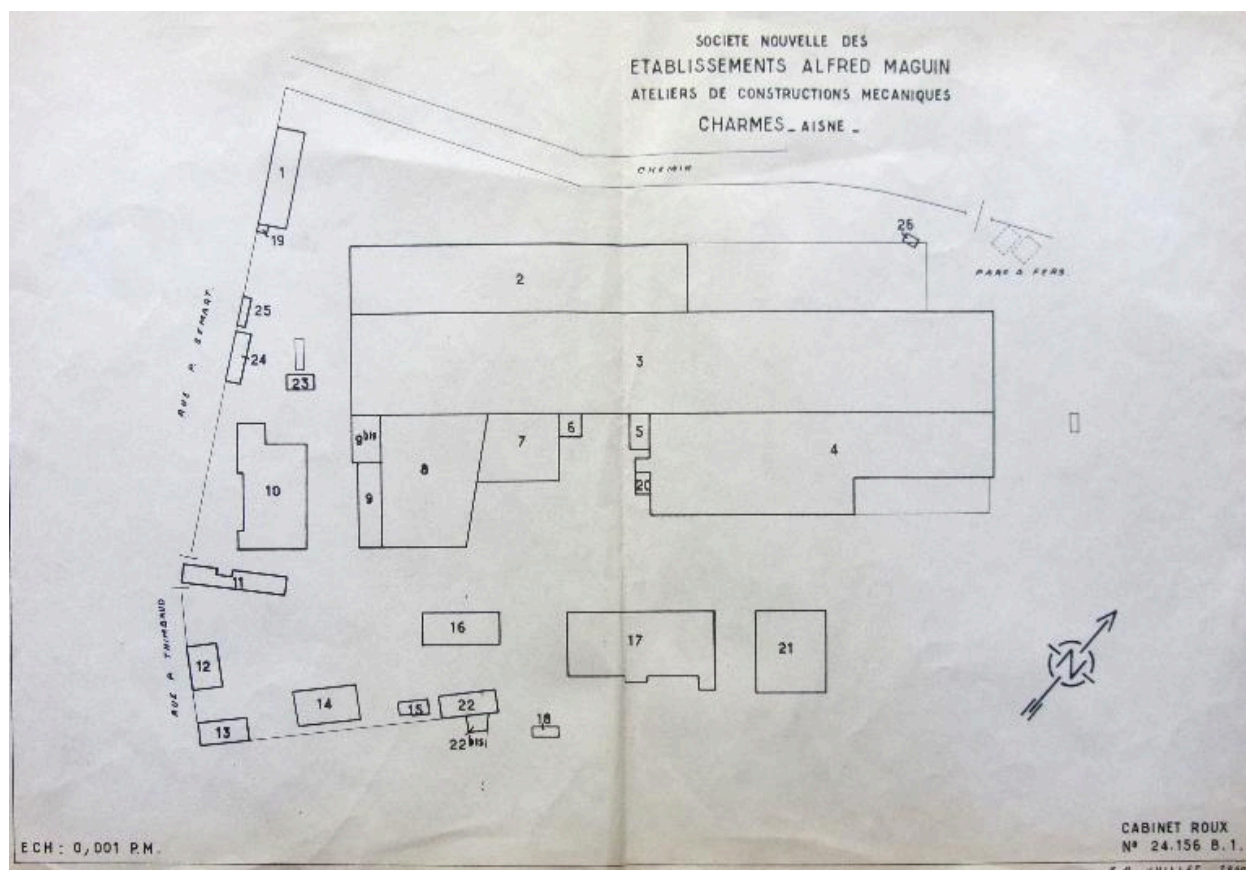 SOCIETE NOUVELLE DES
ETABLISSEMENTS ALFRED MAGUIN
ATELIERS DE CONSTRUCTIONS MECANIQUES
CHARMES_ AISNE _
CHEMIN
1
19
26
PARC A FERS.
2
25
RUE P. SEMART.
24
23
3
9bis
8
7
6
5
4
20
10
9
11
RUE P THIMBAUD
16
17
21
12
14
15
22
13
22bis
18
N
ECH: 0,001 P.M.
CABINET ROUX
Nº 24.156 B.1.
JUILLET